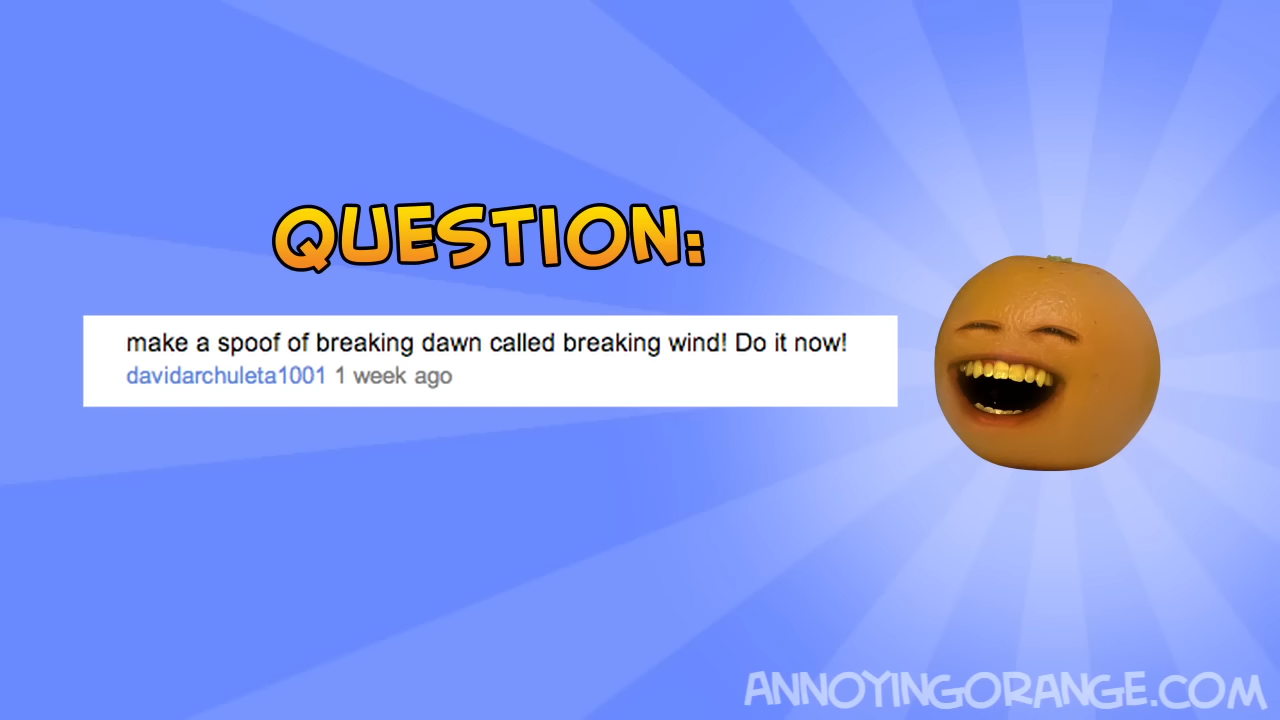 QUESTION:
make a spoof of breaking dawn called breaking wind! Do it now!
davidarchuleta1001 1 week ago
ANNOYINGORANGE.COM